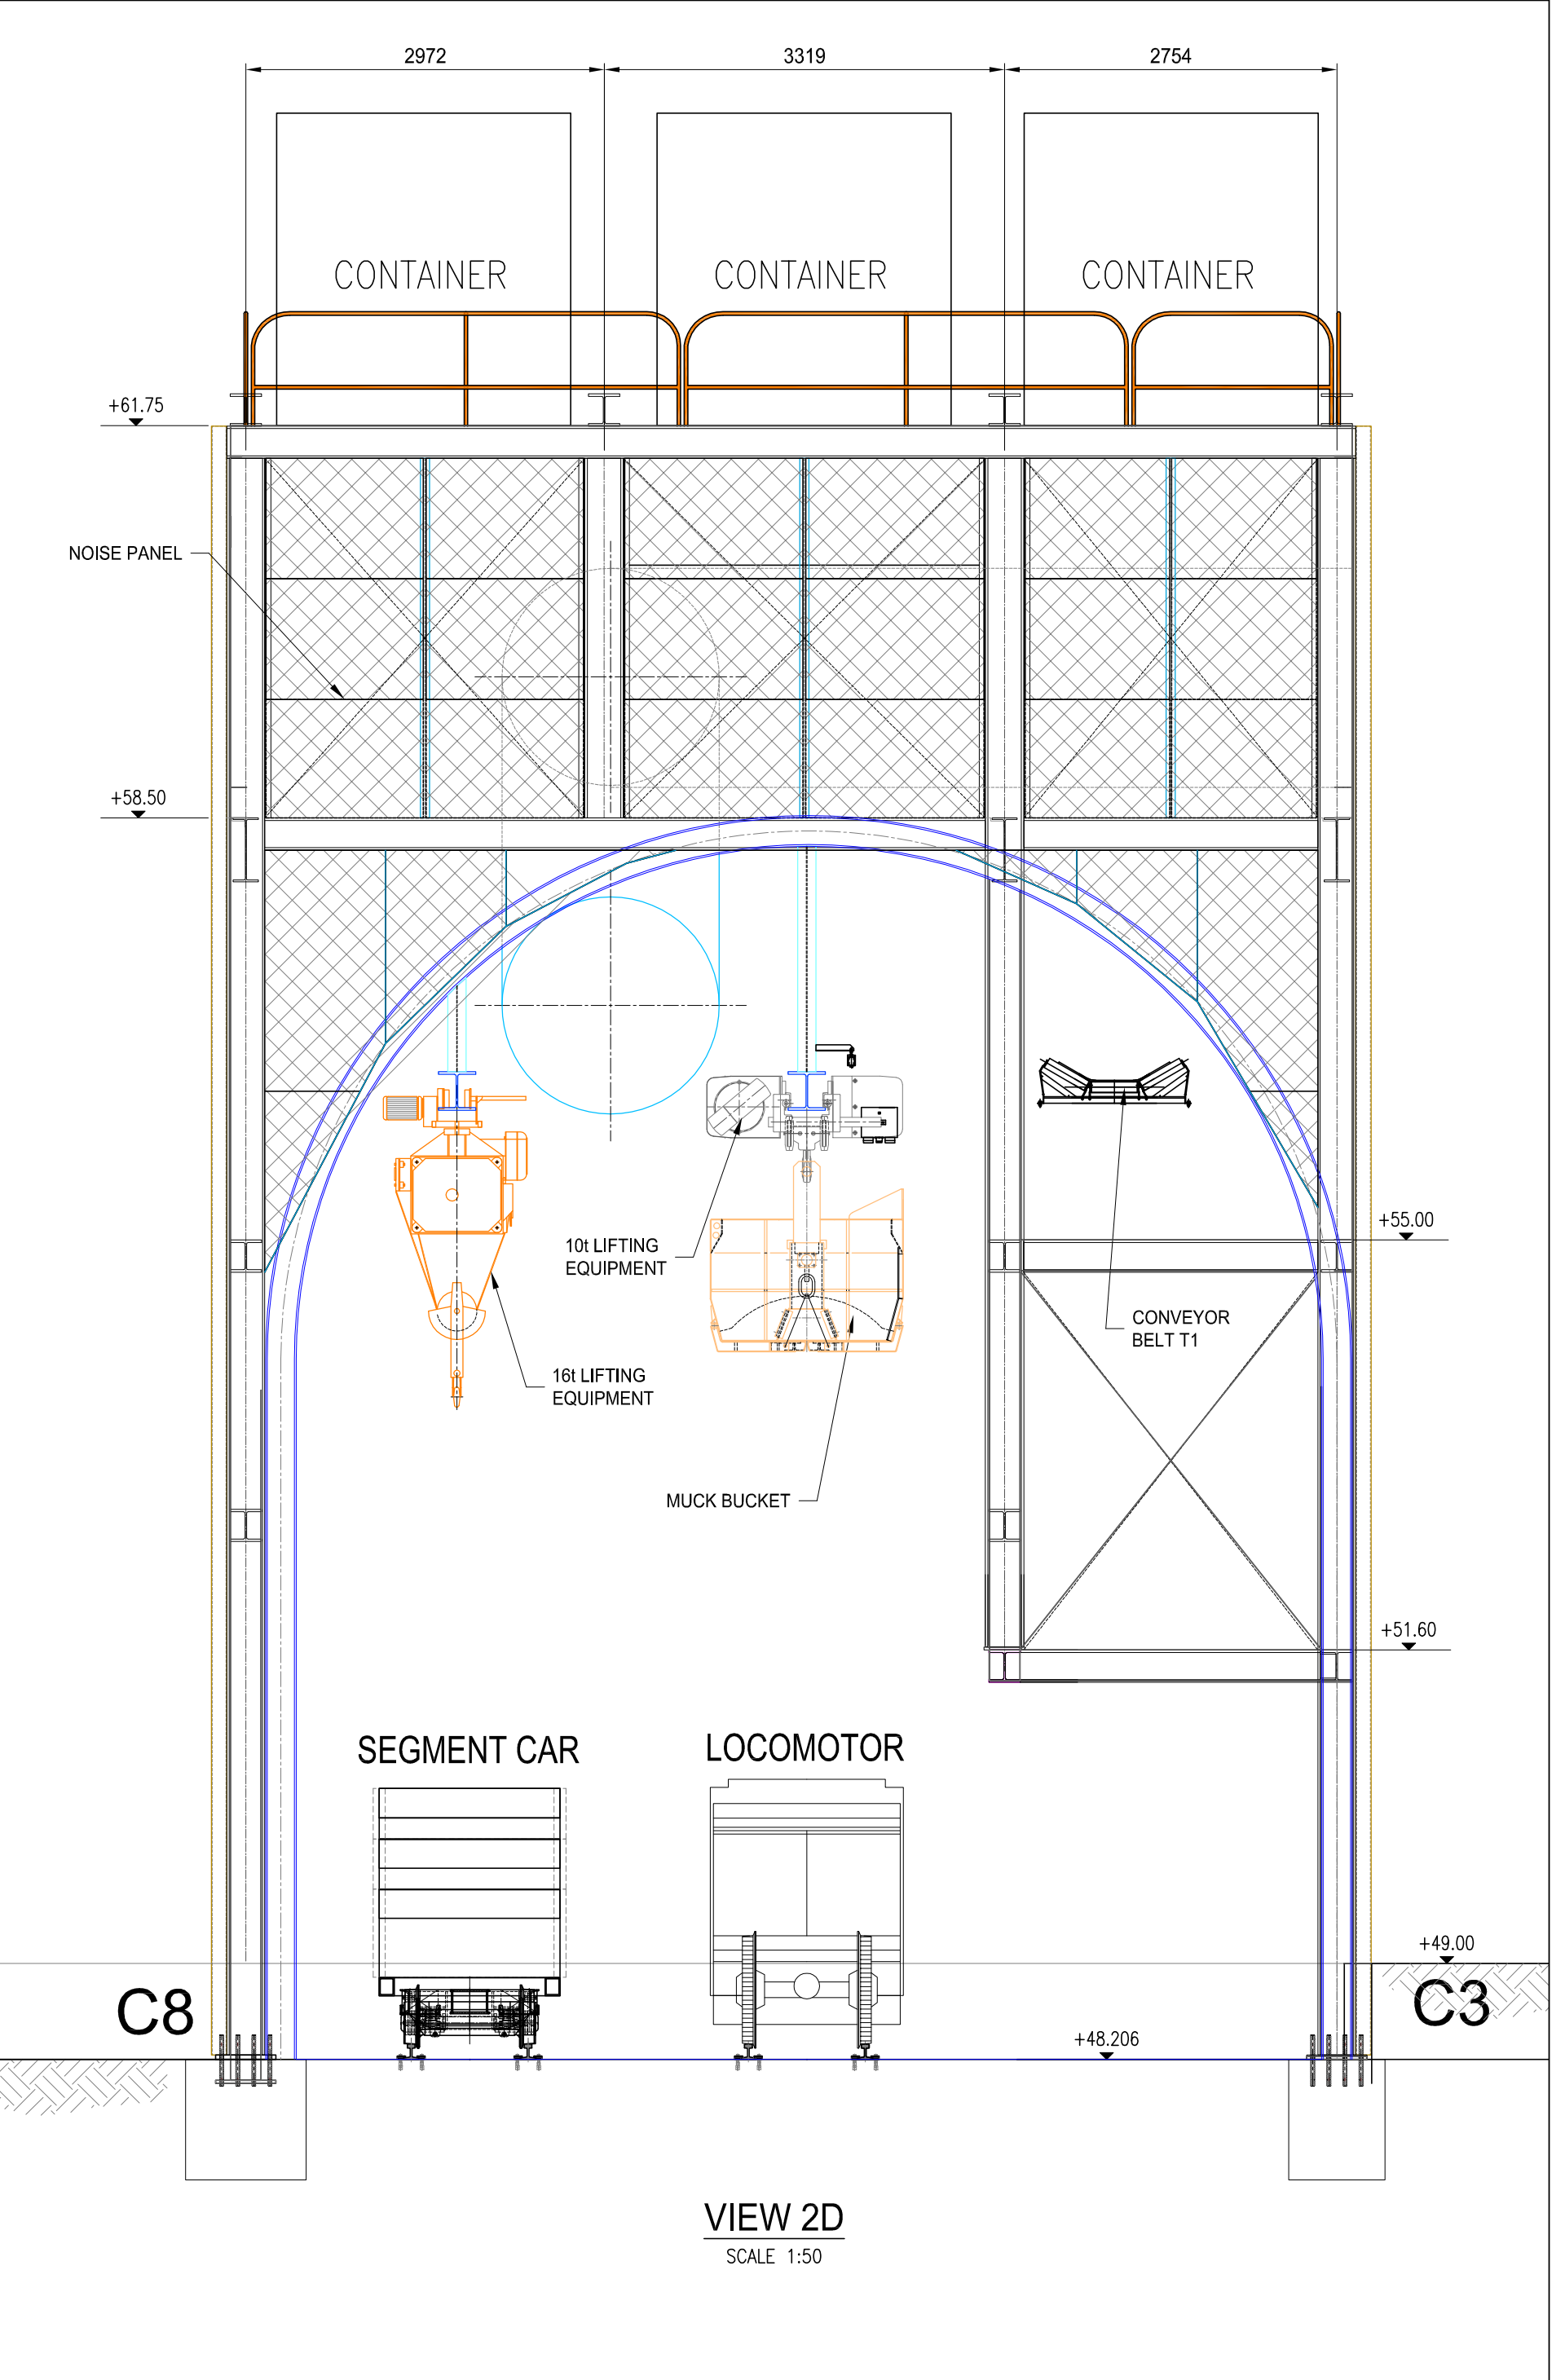 2972
3319
2754
CONTAINER
CONTAINER
CONTAINER
+61.75
NOISE PANEL
+58.50
+55.00
10t LIFTING
EQUIPMENT
CONVEYOR
BELT T1
16t LIFTING
EQUIPMENT
MUCK BUCKET
+51.60
SEGMENT CAR
LOCOMOTOR
+49.00
C8
C3
+48.206
VIEW 2D
SCALE 1:50